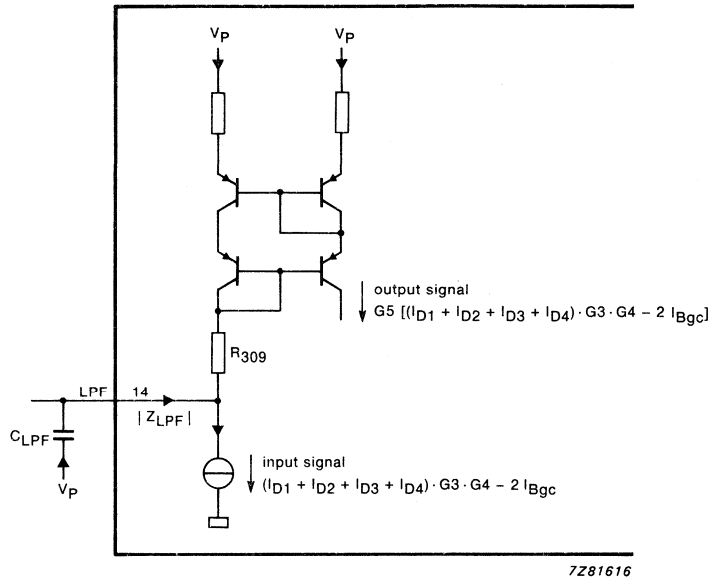 VP VP
output signal
G5 [(ID1 + ID2 + ID3 + ID4) · G3 · G4 – 2 IBgc]
R309
LPF 14
|ZLPF|
CLPF
VP
input signal
(ID1 + ID2 + ID3 + ID4) · G3 · G4 – 2 IBgc
7Z81616